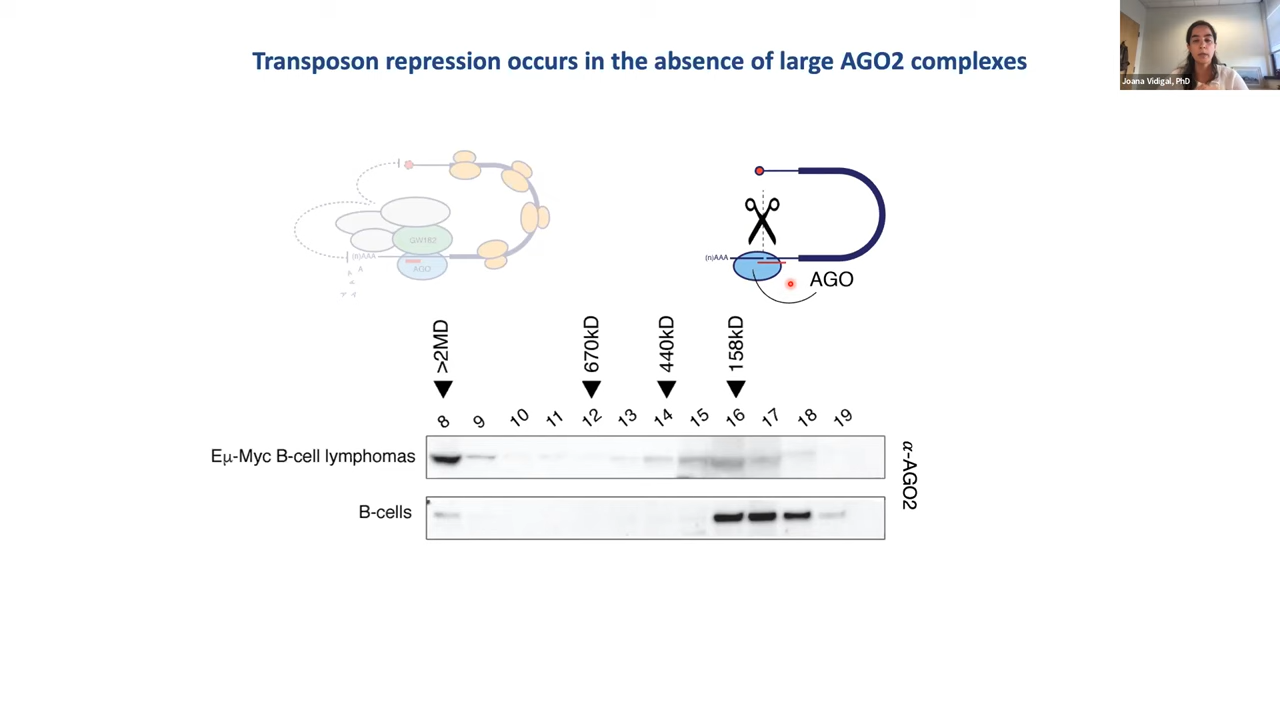 Transposon repression occurs in the absence of large AGO2 complexes
Joana Vidigal, PhD
GW182
(n)AAA
AGO
A
A
A
(n)AAA
AGO
>2MD
670kD
440kD
158kD
8 9 10 11 12 13 14 15 16 17 18 19
Eμ-Myc B-cell lymphomas
B-cells
α-AGO2